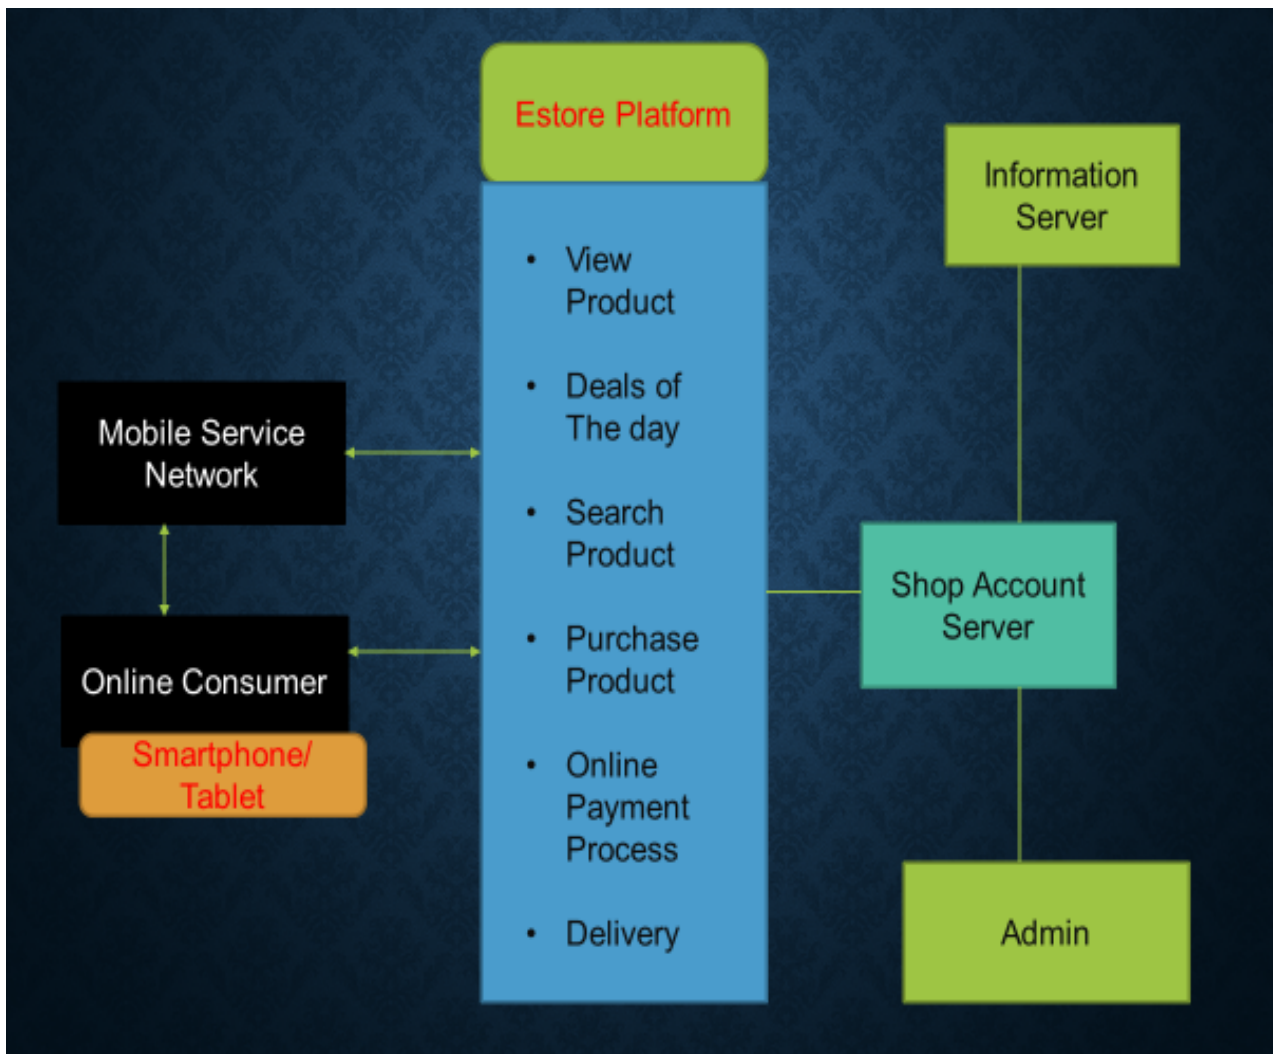 Estore Platform
Information
Server
• View
Product
• Deals of
The day
• Search
Product
• Purchase
Product
• Online
Payment
Process
• Delivery
Mobile Service
Network
Online Consumer
Smartphone/
Tablet
Shop Account
Server
Admin